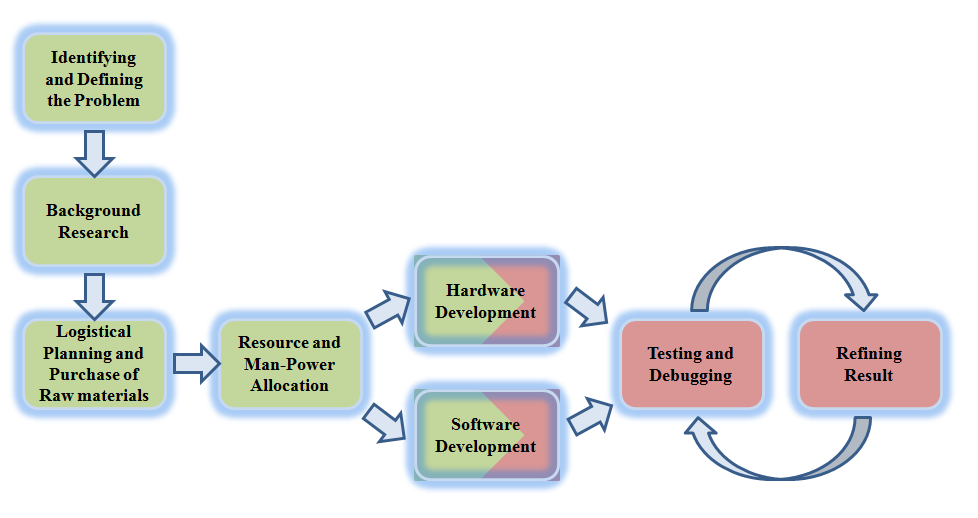 Identifying
and Defining
the Problem
Background
Research
Logistical
Planning and
Purchase of
Raw materials
Resource and
Man-Power
Allocation
Hardware
Development
Software
Development
Testing and
Debugging
Refining
Result